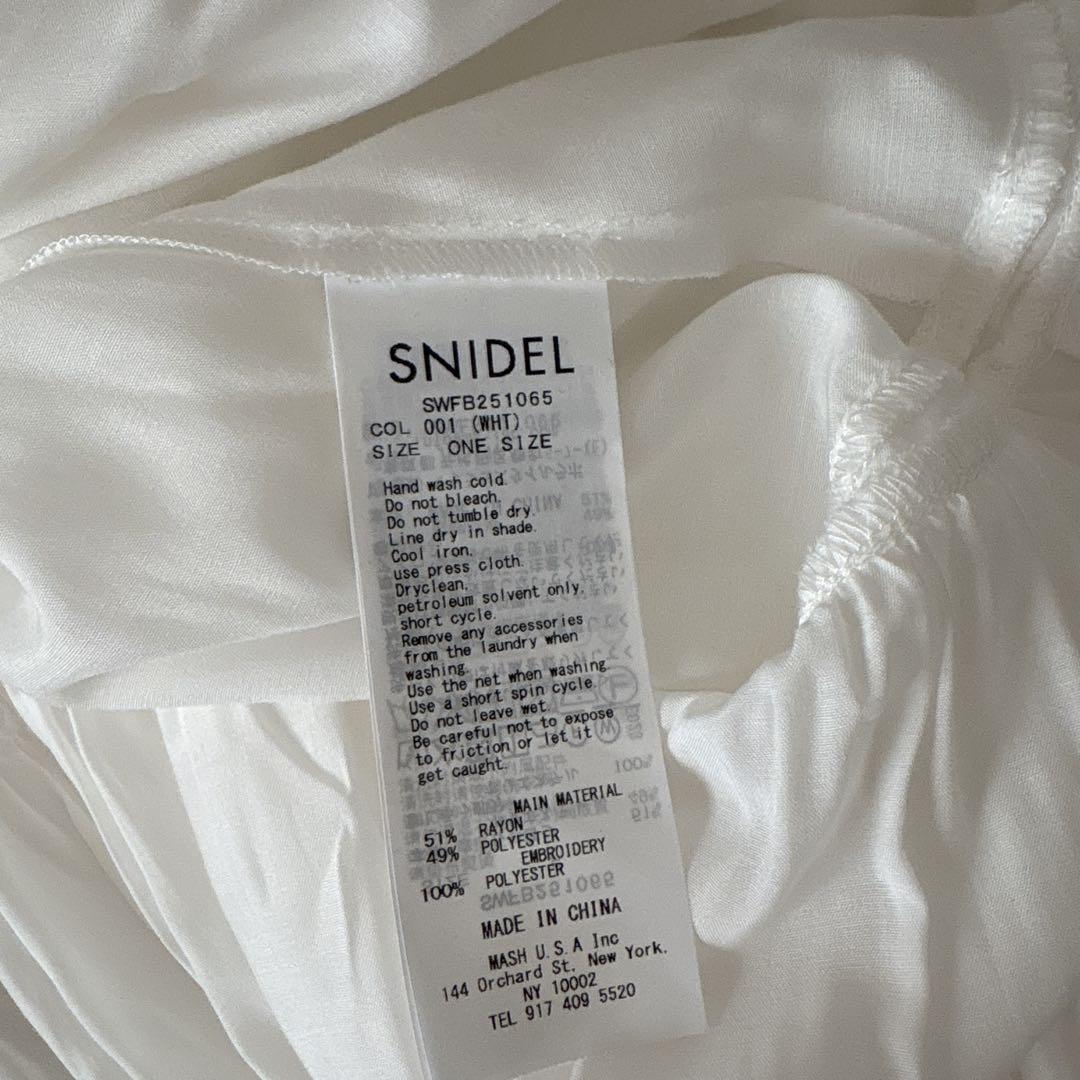 SNIDEL
SWFB251065
COL 001 (WHT)
SIZE ONE SIZE
Hand wash cold.
Do not bleach.
Do not tumble dry.
Line dry in shade.
Cool iron.
use press cloth.
Dryclean.
petroleum solvent only.
short cycle.
Remove any accessories
from the laundry when
washing.
Use the net when washing.
Use a short spin cycle.
Do not leave wet.
Be careful not to expose
to friction or let it
get caught.
MAIN MATERIAL
51% RAYON
49% POLYESTER
EMBROIDERY
100% POLYESTER
MADE IN CHINA
MASH U.S.A Inc
144 Orchard St. New York.
NY 10002
TEL 917 409 5520